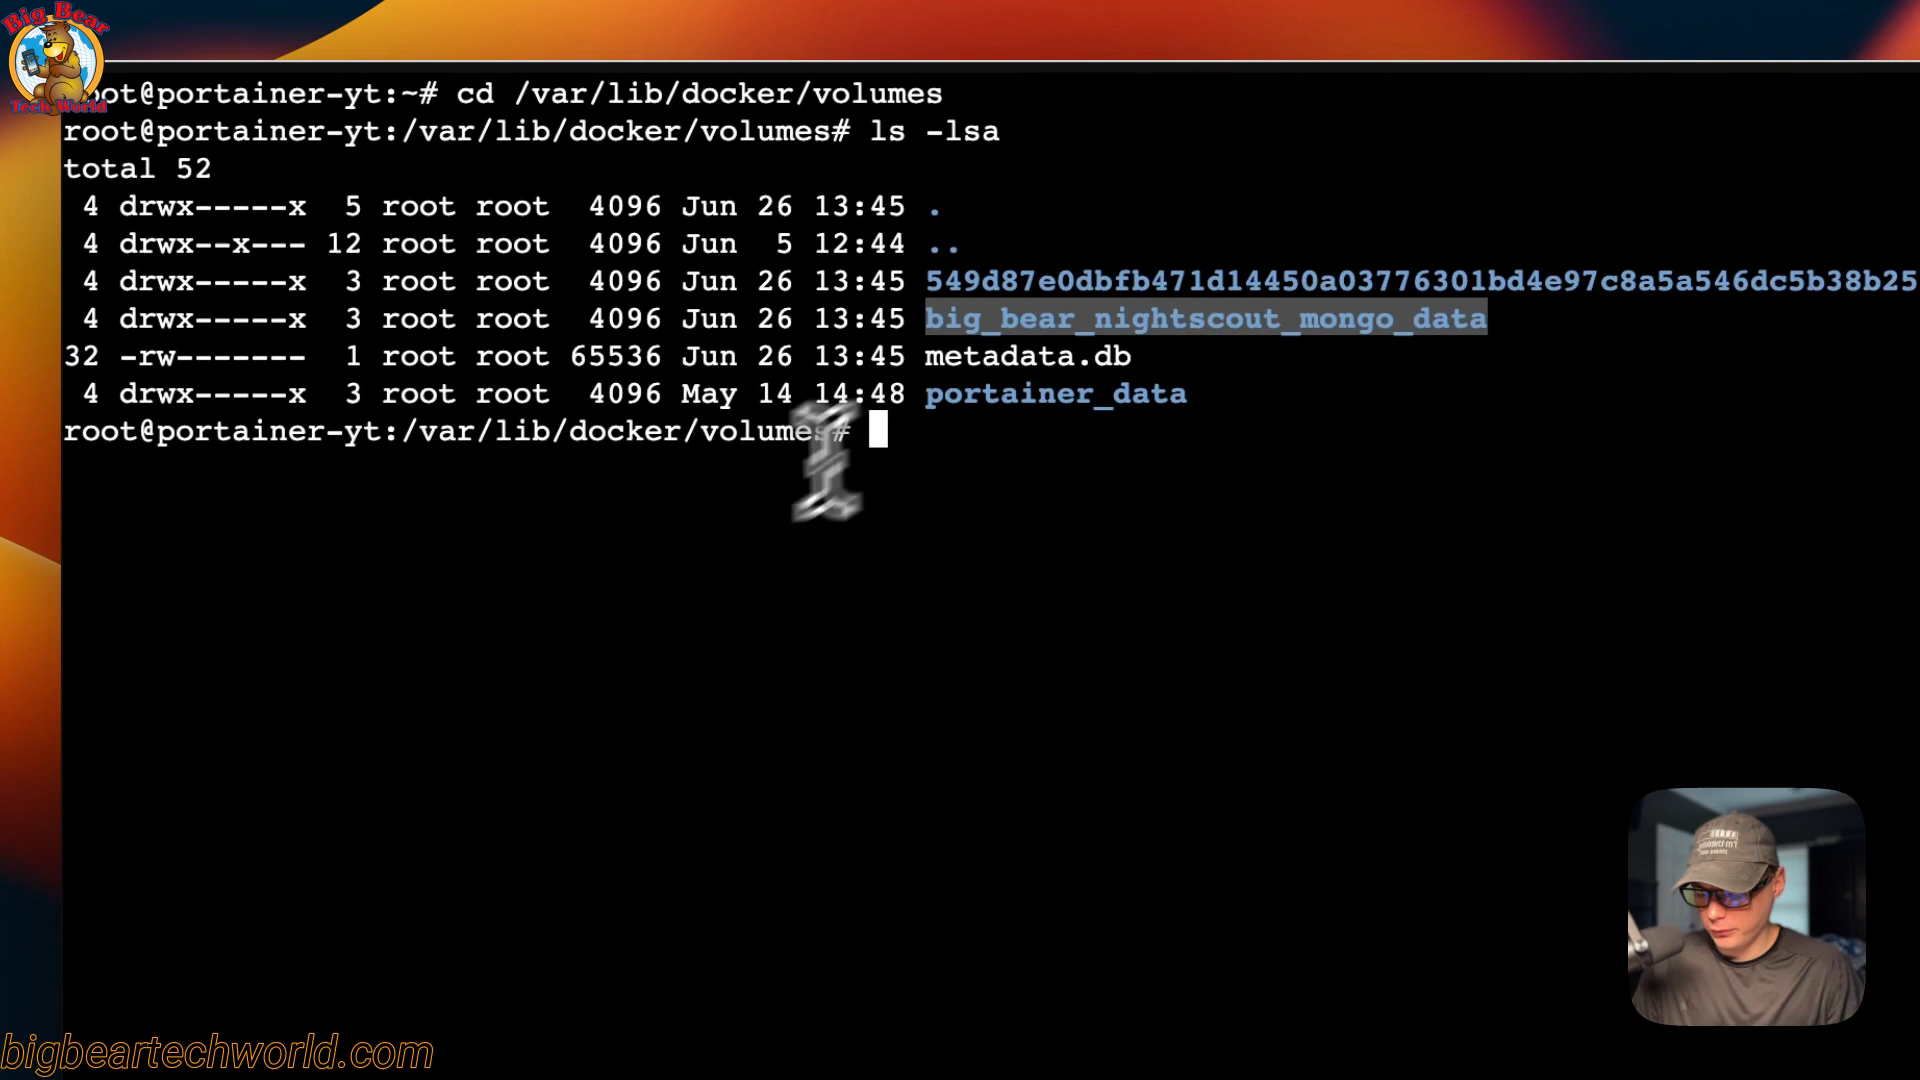 Big Bear
Tech World
root@portainer-yt:~# cd /var/lib/docker/volumes
root@portainer-yt:/var/lib/docker/volumes# ls -lsa
total 52
4 drwx-----x 5 root root 4096 Jun 26 13:45 .
4 drwx--x--- 12 root root 4096 Jun 5 12:44 ..
4 drwx-----x 3 root root 4096 Jun 26 13:45 549d87e0dbfb471d14450a03776301bd4e97c8a5a546dc5b38b25
4 drwx-----x 3 root root 4096 Jun 26 13:45 big_bear_nightscout_mongo_data
32 -rw------- 1 root root 65536 Jun 26 13:45 metadata.db
4 drwx-----x 3 root root 4096 May 14 14:48 portainer_data
root@portainer-yt:/var/lib/docker/volumes#
bigbeartechworld.com